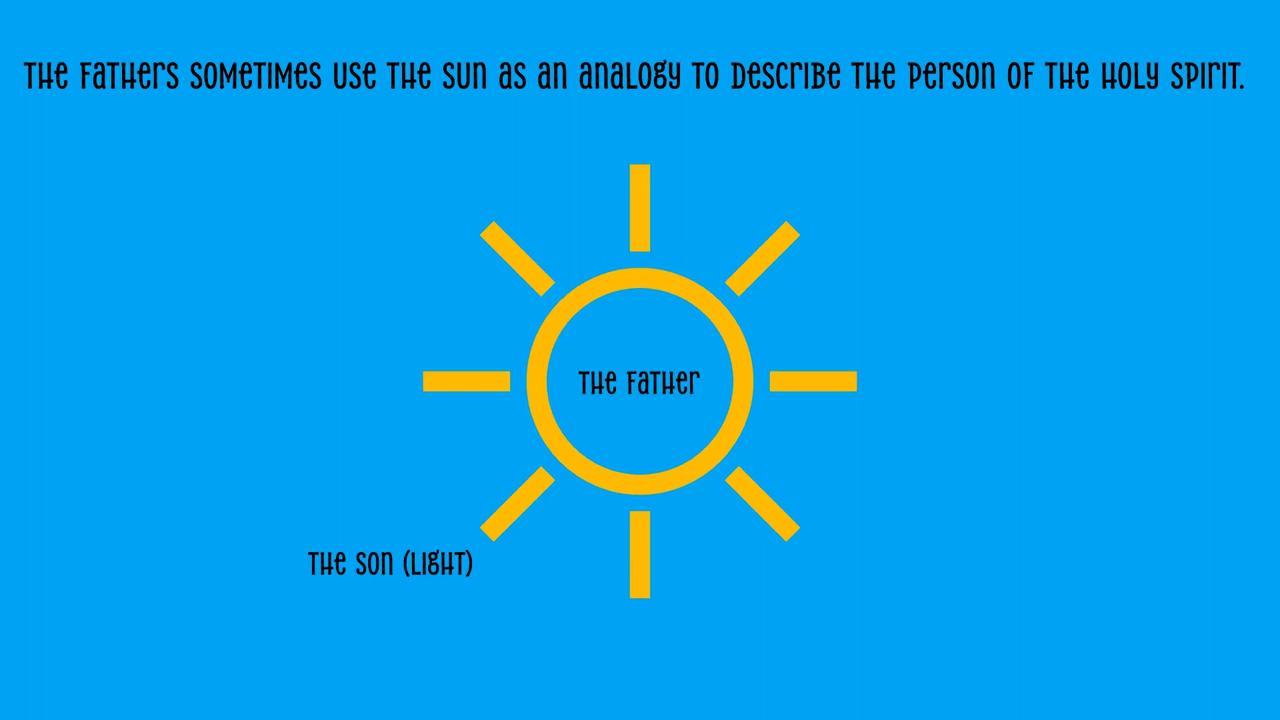 The Fathers sometimes use the sun as an analogy to describe the Person of the Holy Spirit.
The Father
The Son (Light)